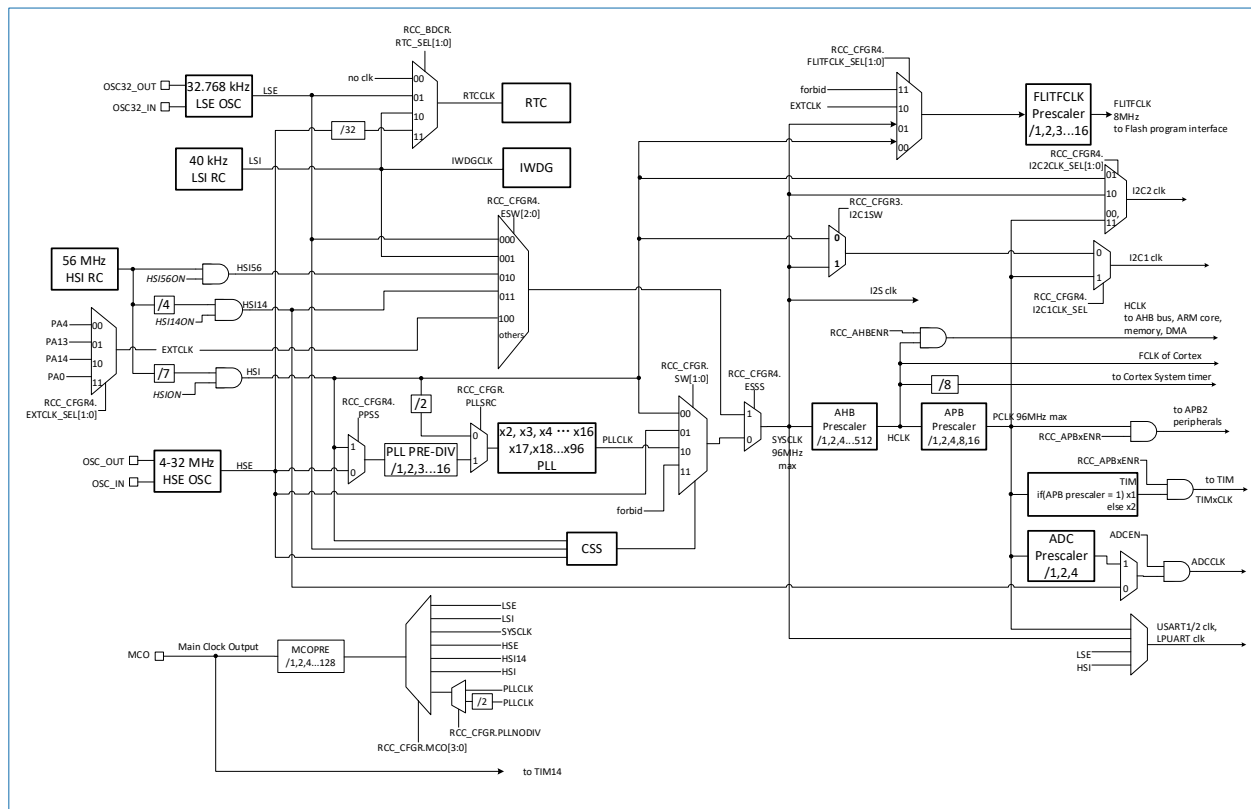 RCC_BDCR.
RTC_SEL[1:0]
OSC32_OUT
OSC32_IN
32.768 kHz
LSE OSC
LSE
no clk
00
01
10
11
/32
RTCCLK
RTC
40 kHz
LSI RC
LSI
IWDGCLK
IWDG
RCC_CFGR4.
ESW[2:0]
000
001
010
011
100
others
56 MHz
HSI RC
HSI56ON
HSI56
/4
HSI14ON
HSI14
PA4
PA13
PA14
PA0
00
01
10
11
EXTCLK
RCC_CFGR4.
EXTCLK_SEL[1:0]
/7
HSION
HSI
/2
RCC_CFGR4.
PPSS
1
0
RCC_CFGR.
PLLSRC
0
1
PLL PRE-DIV
/1,2,3...16
x2, x3, x4 ··· x16
x17,x18...x96
PLL
PLLCLK
OSC_OUT
OSC_IN
4-32 MHz
HSE OSC
HSE
RCC_CFGR.
SW[1:0]
00
01
10
11
forbid
CSS
RCC_CFGR4.
ESSS
1
0
SYSCLK
96MHz
max
AHB
Prescaler
/1,2,4...512
HCLK
APB
Prescaler
/1,2,4,8,16
PCLK 96MHz max
RCC_CFGR4.
FLITFCLK_SEL[1:0]
forbid
EXTCLK
11
10
01
00
FLITFCLK
Prescaler
/1,2,3...16
FLITFCLK
8MHz
to Flash program interface
RCC_CFGR4.
I2C2CLK_SEL[1:0]
01
10
00,
11
I2C2 clk
RCC_CFGR3.
I2C1SW
0
1
0
1
I2C1 clk
RCC_CFGR4.
I2C1CLK_SEL
I2S clk
RCC_AHBENR
HCLK
to AHB bus, ARM core,
memory, DMA
FCLK of Cortex
/8
to Cortex System timer
RCC_APBxENR
to APB2
peripherals
RCC_APBxENR
TIM
if(APB prescaler = 1) x1
else x2
to TIM
TIMxCLK
ADCEN
ADC
Prescaler
/1,2,4
1
0
ADCCLK
LSE
HSI
USART1/2 clk,
LPUART clk
MCO
Main Clock Output
MCOPRE
/1,2,4...128
LSE
LSI
SYSCLK
HSE
HSI14
HSI
PLLCLK
/2
PLLCLK
RCC_CFGR.PLLNODIV
RCC_CFGR.MCO[3:0]
to TIM14